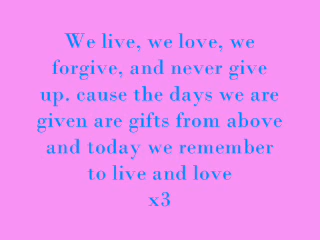 We live, we love, we
forgive, and never give
up. cause the days we are
given are gifts from above
and today we remember
to live and love
x3